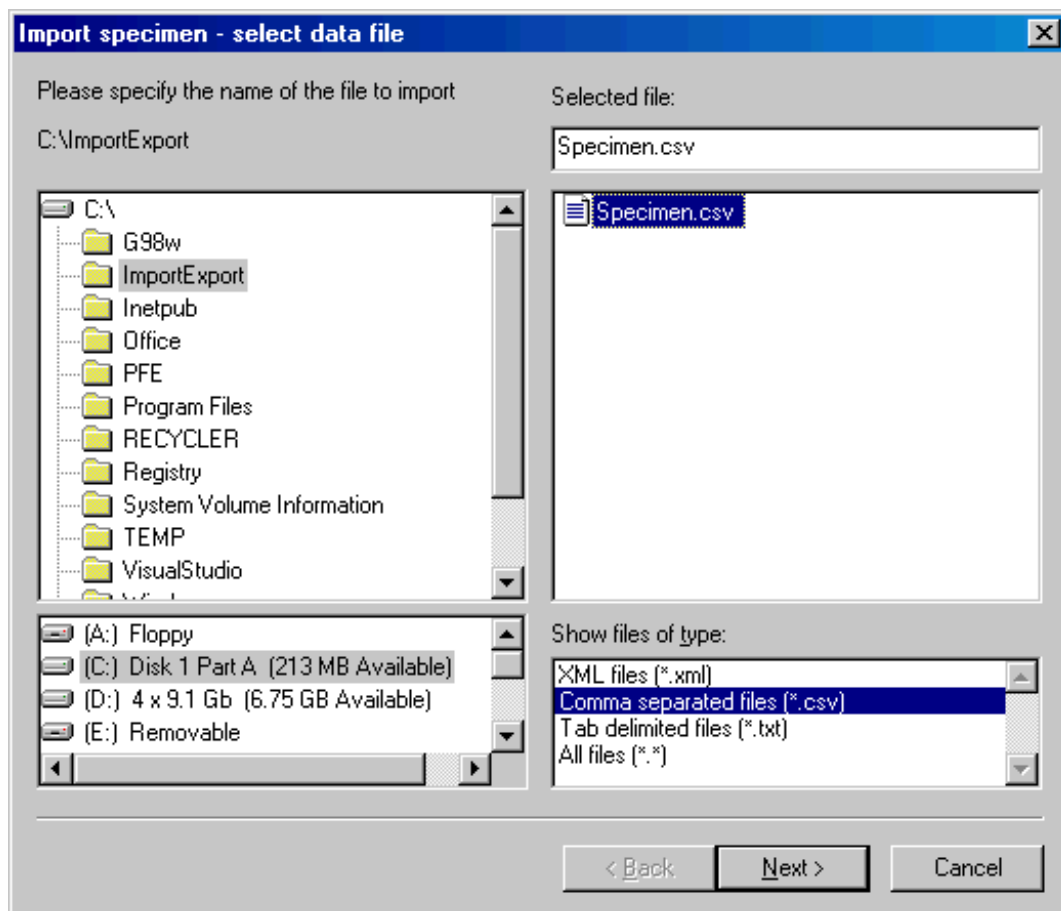 Import specimen - select data file
Please specify the name of the file to import
C:\ImportExport
C:\
G98w
ImportExport
Inetpub
Office
PFE
Program Files
RECYCLER
Registry
System Volume Information
TEMP
VisualStudio
(A:) Floppy
(C:) Disk 1 Part A (213 MB Available)
(D:) 4 x 9.1 Gb (6.75 GB Available)
(E:) Removable
Selected file:
Specimen.csv
Specimen.csv
Show files of type:
XML files (*.xml)
Comma separated files (*.csv)
Tab delimited files (*.txt)
All files (*.*)
< Back
Next >
Cancel